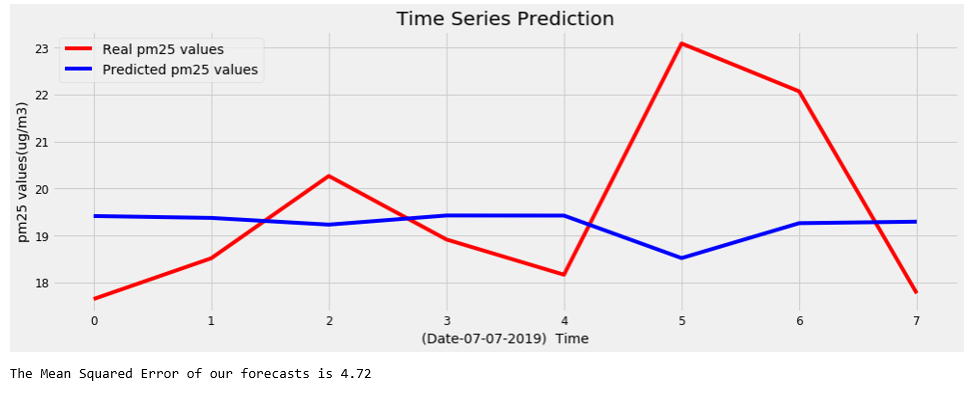 Time Series Prediction
Real pm25 values
Predicted pm25 values
pm25 values(ug/m3)
23
22
21
20
19
18
0 1 2 3 4 5 6 7
(Date-07-07-2019) Time
The Mean Squared Error of our forecasts is 4.72